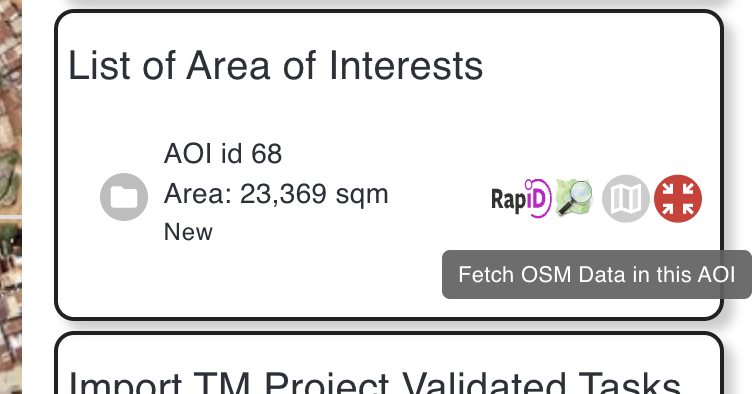 List of Area of Interests
AOI id 68
Area: 23,369 sqm
New
RapiD
Fetch OSM Data in this AOI
Import TM Project Validated Tasks